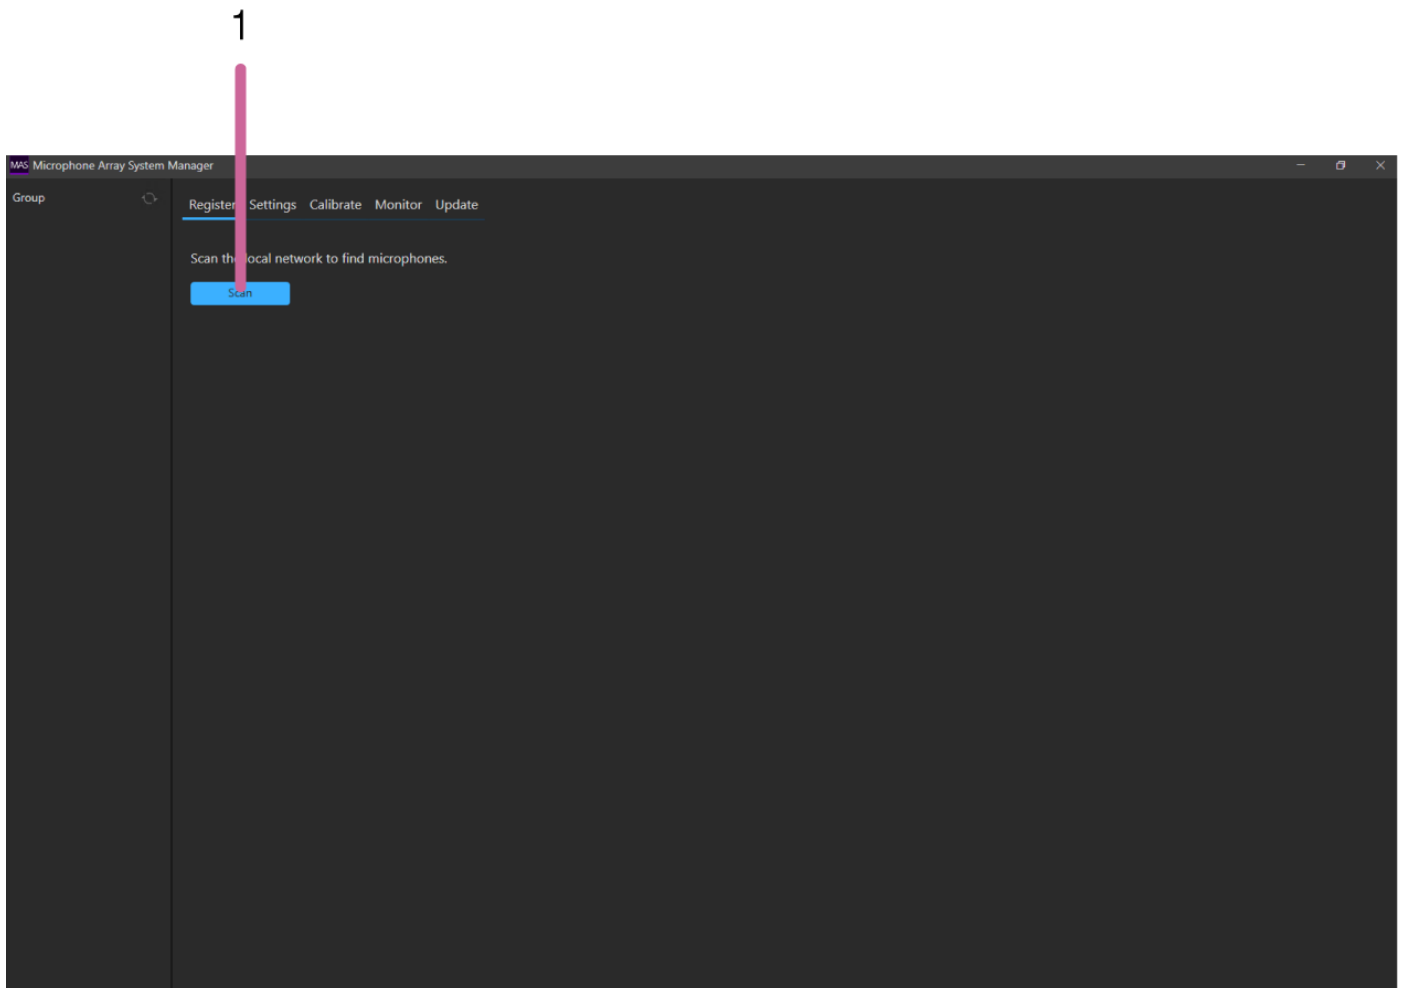 1
MAS Microphone Array System Manager
Group
Register Settings Calibrate Monitor Update
Scan the local network to find microphones.
Scan